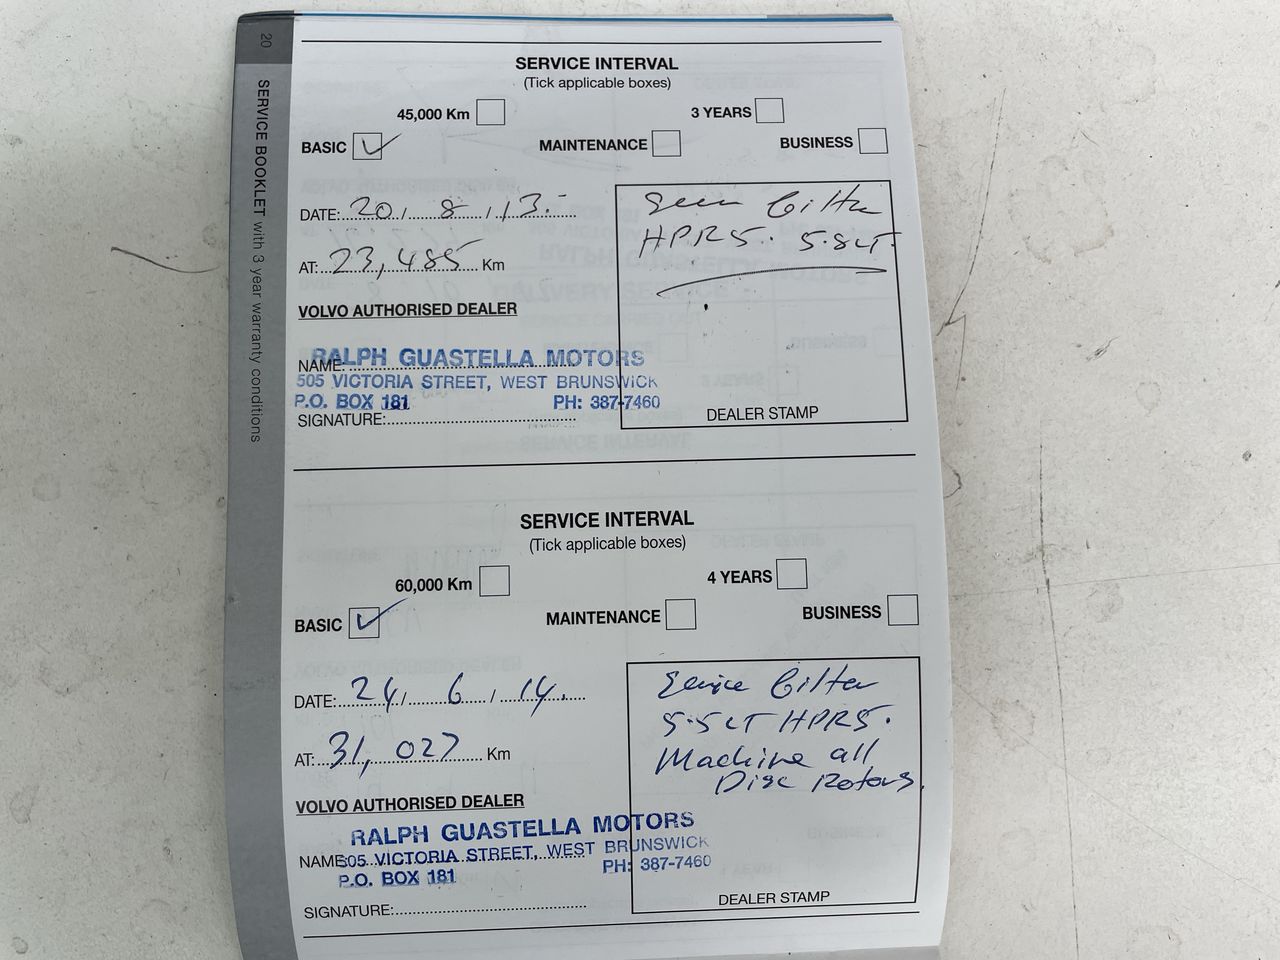 20
SERVICE BOOKLET with 3 year warranty conditions
SERVICE INTERVAL
(Tick applicable boxes)
45,000 Km
3 YEARS
BASIC
MAINTENANCE
BUSINESS
DATE: 20 / 8 / 13.
AT: 23,485 Km
VOLVO AUTHORISED DEALER
NAME:
RALPH GUASTELLA MOTORS
505 VICTORIA STREET, WEST BRUNSWICK
P.O. BOX 181 PH: 387-7460
SIGNATURE:
HPR5. 5.8LT.
DEALER STAMP
SERVICE INTERVAL
(Tick applicable boxes)
60,000 Km
4 YEARS
BASIC
MAINTENANCE
BUSINESS
DATE: 24 / 6 / 14.
AT: 31,027 Km
VOLVO AUTHORISED DEALER
RALPH GUASTELLA MOTORS
NAME: 505 VICTORIA STREET, WEST BRUNSWICK
P.O. BOX 181 PH: 387-7460
SIGNATURE:
Service
5.5LT HPR5.
Machine all
Disc Rotors.
DEALER STAMP